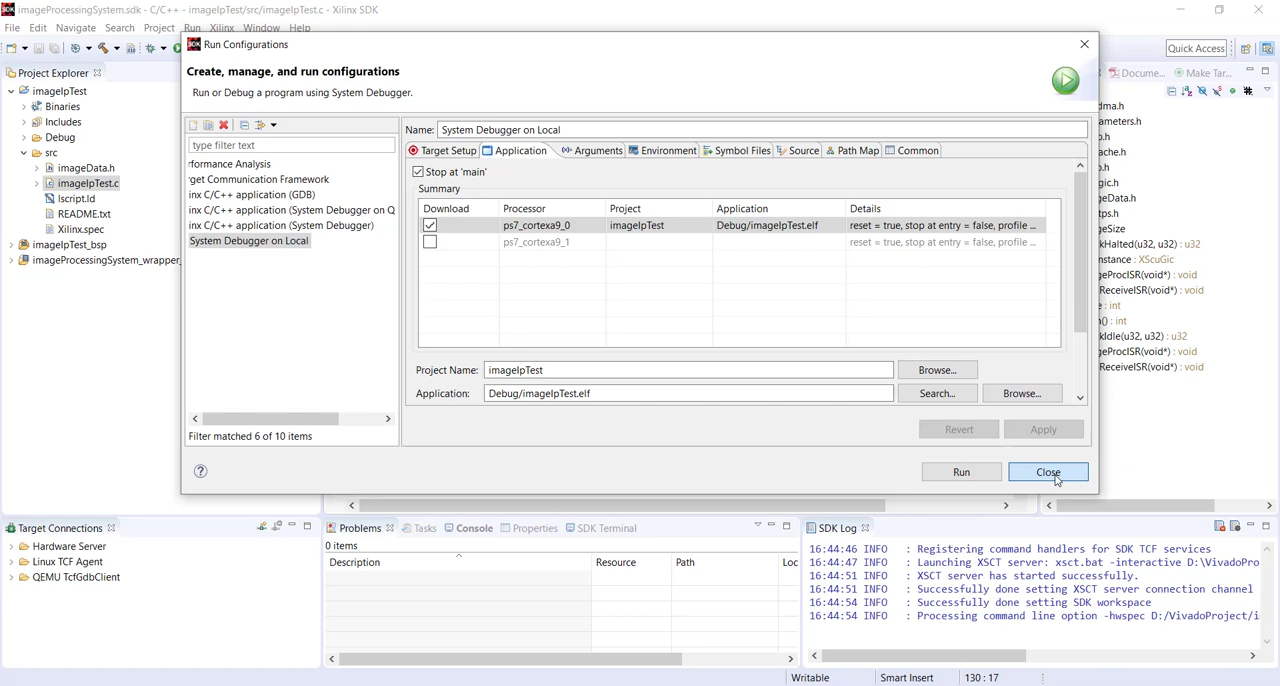 imageProcessingSystem.sdk - C/C++ - imageIpTest/src/imageIpTest.c - Xilinx SDK
File Edit Navigate Search Project Run Xilinx Window Help
Quick Access
Project Explorer
imageIpTest
Binaries
Includes
Debug
src
imageData.h
imageIpTest.c
lscript.ld
README.txt
Xilinx.spec
imageIpTest_bsp
imageProcessingSystem_wrapper_
SDK Run Configurations
Create, manage, and run configurations
Run or Debug a program using System Debugger.
type filter text
rformance Analysis
rget Communication Framework
inx C/C++ application (GDB)
inx C/C++ application (System Debugger on Q
inx C/C++ application (System Debugger)
System Debugger on Local
Filter matched 6 of 10 items
Name: System Debugger on Local
Target Setup Application Arguments Environment Symbol Files Source Path Map Common
Stop at 'main'
Summary
Download Processor Project Application Details
ps7_cortexa9_0 imageIpTest Debug/imageIpTest.elf reset = true, stop at entry = false, profile ...
ps7_cortexa9_1 reset = true, stop at entry = false, profile ...
Project Name: imageIpTest Browse...
Application: Debug/imageIpTest.elf Search... Browse...
Revert Apply
Run Close
Docume... Make Tar...
dma.h
ameters.h
p.h
ache.h
p.h
gic.h
geData.h
tps.h
geSize
kHalted(u32, u32) : u32
nstance : XScuGic
geProcISR(void*) : void
ReceiveISR(void*) : void
e : int
n() : int
kIdle(u32, u32) : u32
geProcISR(void*) : void
ReceiveISR(void*) : void
Target Connections
Hardware Server
Linux TCF Agent
QEMU TcfGdbClient
Problems Tasks Console Properties SDK Terminal
0 items
Description Resource Path Loc
SDK Log
16:44:46 INFO : Registering command handlers for SDK TCF services
16:44:47 INFO : Launching XSCT server: xsct.bat -interactive D:\VivadoPro
16:44:51 INFO : XSCT server has started successfully.
16:44:51 INFO : Successfully done setting XSCT server connection channel
16:44:54 INFO : Successfully done setting SDK workspace
16:44:54 INFO : Processing command line option -hwspec D:/VivadoProject/i
Writable Smart Insert 130 : 17